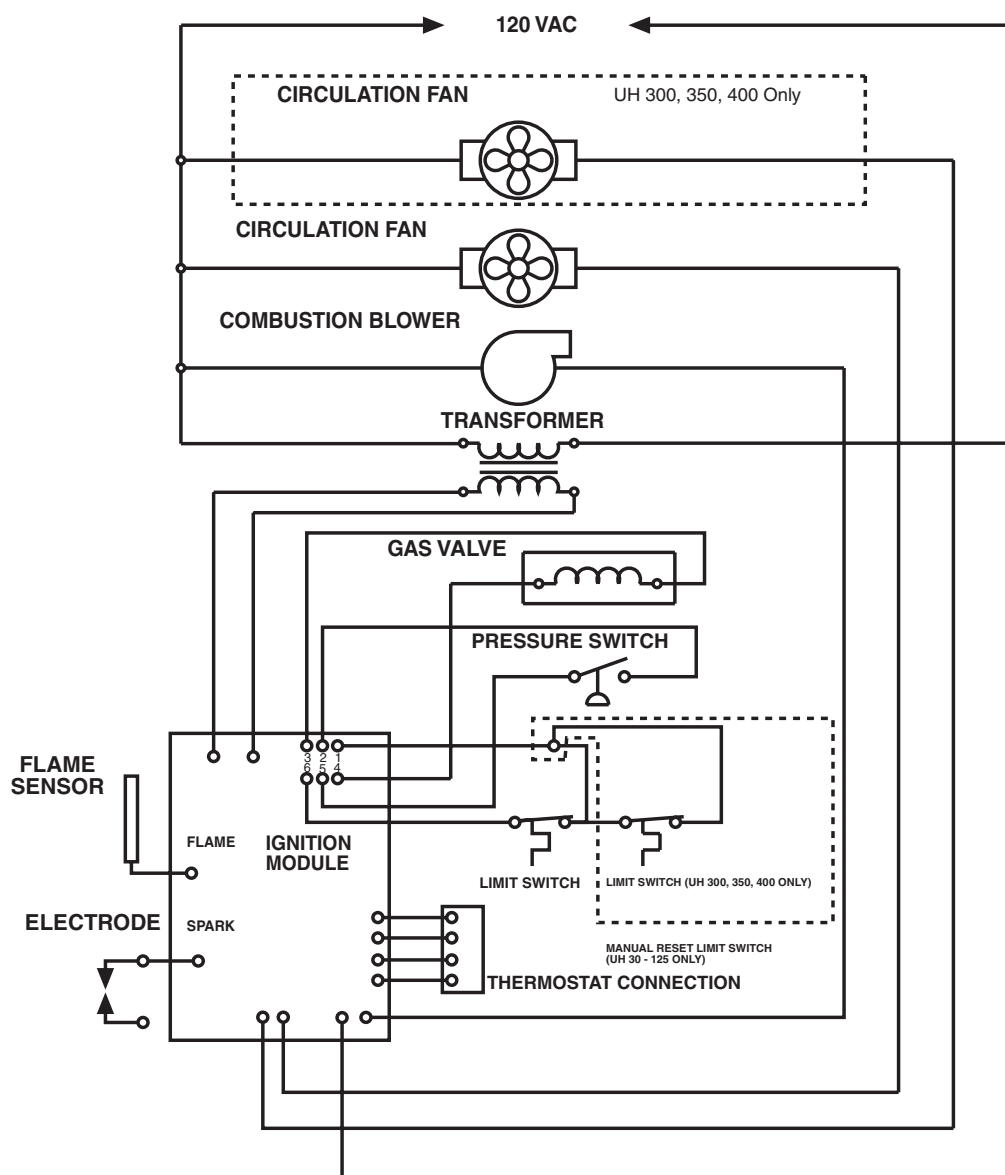 120 VAC
CIRCULATION FAN
UH 300, 350, 400 Only
CIRCULATION FAN
COMBUSTION BLOWER
TRANSFORMER
GAS VALVE
PRESSURE SWITCH
3 2 1
6 5 4
FLAME
SENSOR
FLAME
IGNITION
MODULE
LIMIT SWITCH
LIMIT SWITCH (UH 300, 350, 400 ONLY)
ELECTRODE
SPARK
MANUAL RESET LIMIT SWITCH
(UH 30 - 125 ONLY)
THERMOSTAT CONNECTION